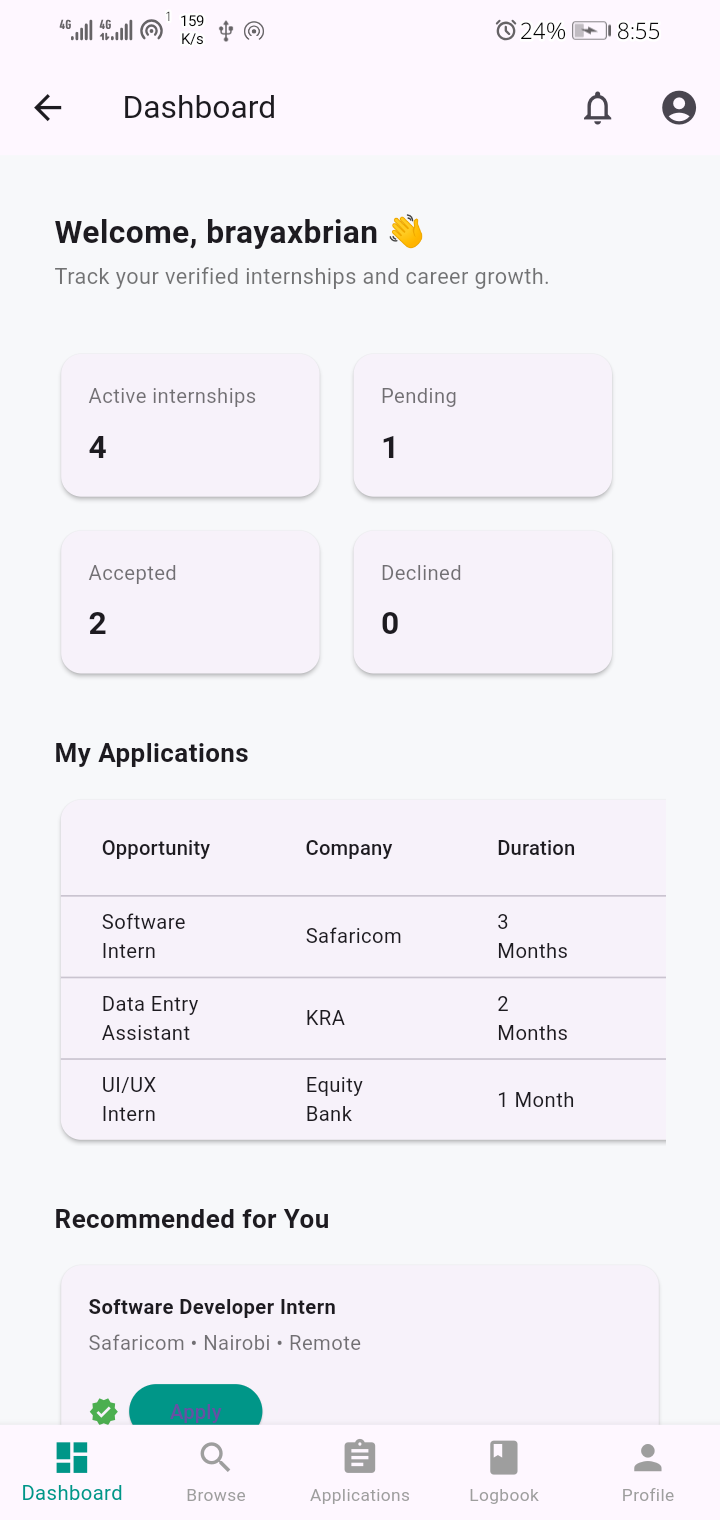 4G 4G 1 159 K/s 24% 8:55
Dashboard
Welcome, brayaxbrian 👋
Track your verified internships and career growth.
Active internships Pending
4 1
Accepted Declined
2 0
My Applications
Opportunity Company Duration
Software Intern Safaricom 3 Months
Data Entry Assistant KRA 2 Months
UI/UX Intern Equity Bank 1 Month
Recommended for You
Software Developer Intern
Safaricom • Nairobi • Remote
Apply
Dashboard Browse Applications Logbook Profile